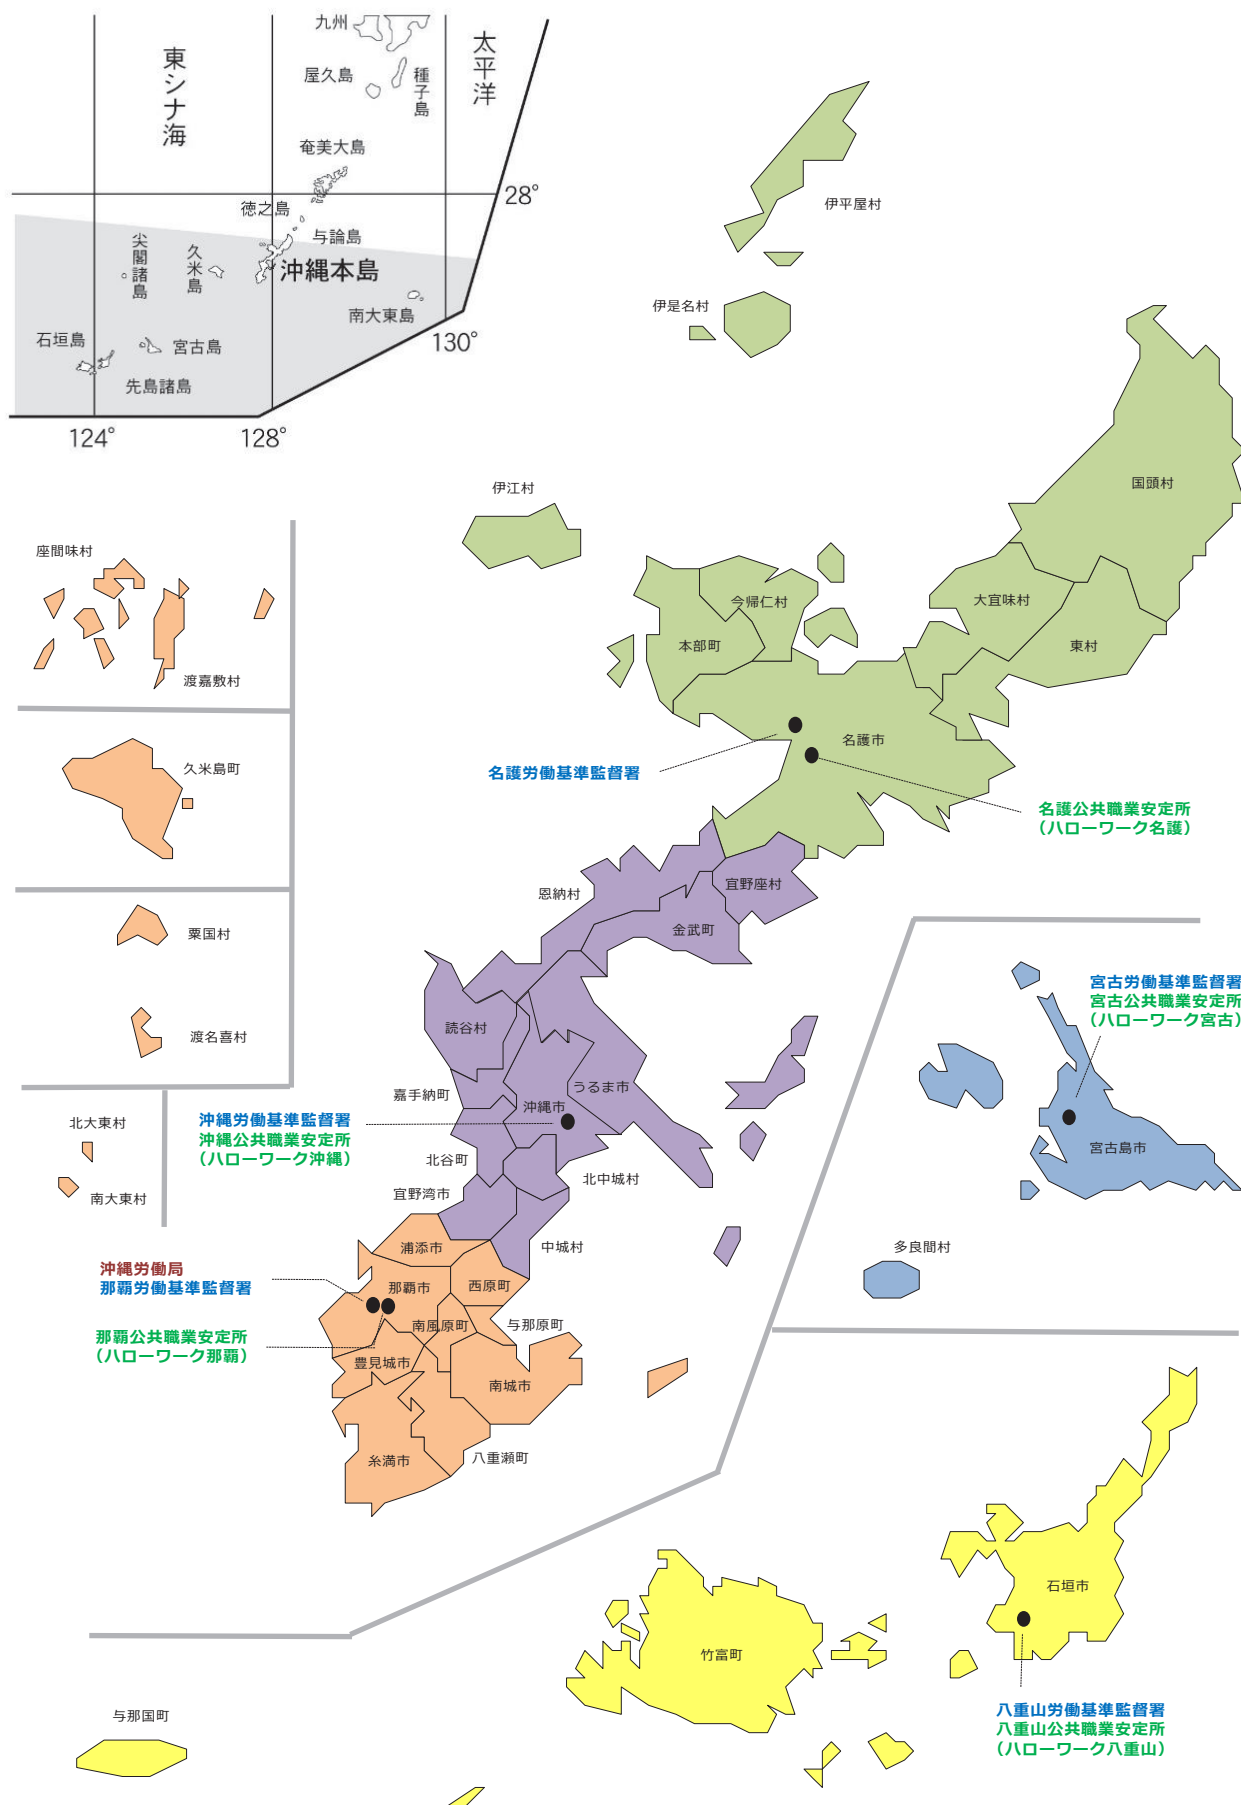 九州
東シナ海
太平洋
屋久島
種子島
奄美大島
28°
徳之島
与論島
尖閣諸島
久米島
沖縄本島
南大東島
石垣島
宮古島
先島諸島
130°
124°
128°
伊平屋村
伊是名村
国頭村
伊江村
今帰仁村
大宜味村
本部町
東村
名護市
名護労働基準監督署
名護公共職業安定所
(ハローワーク名護)
座間味村
渡嘉敷村
久米島町
粟国村
渡名喜村
北大東村
南大東村
恩納村
宜野座村
金武町
読谷村
嘉手納町
うるま市
沖縄市
沖縄労働基準監督署
沖縄公共職業安定所
(ハローワーク沖縄)
北谷町
北中城村
宜野湾市
中城村
浦添市
沖縄労働局
那覇労働基準監督署
那覇市
西原町
南風原町
与那原町
那覇公共職業安定所
(ハローワーク那覇)
豊見城市
南城市
糸満市
八重瀬町
宮古労働基準監督署
宮古公共職業安定所
(ハローワーク宮古)
宮古島市
多良間村
石垣市
竹富町
八重山労働基準監督署
八重山公共職業安定所
(ハローワーク八重山)
与那国町